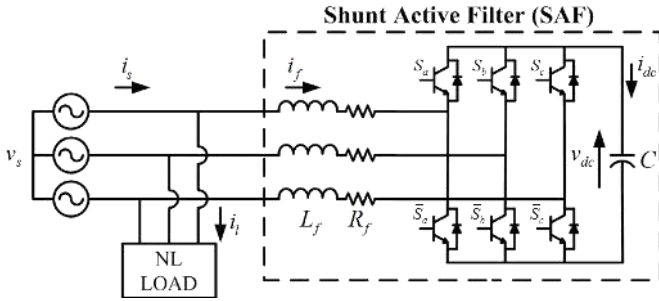 Shunt Active Filter (SAF)
i_s
i_f
S_a
S_b
S_c
i_dc
v_s
v_dc
C
L_f
R_f
S̅_a
S̅_b
S̅_c
i_l
NL
LOAD